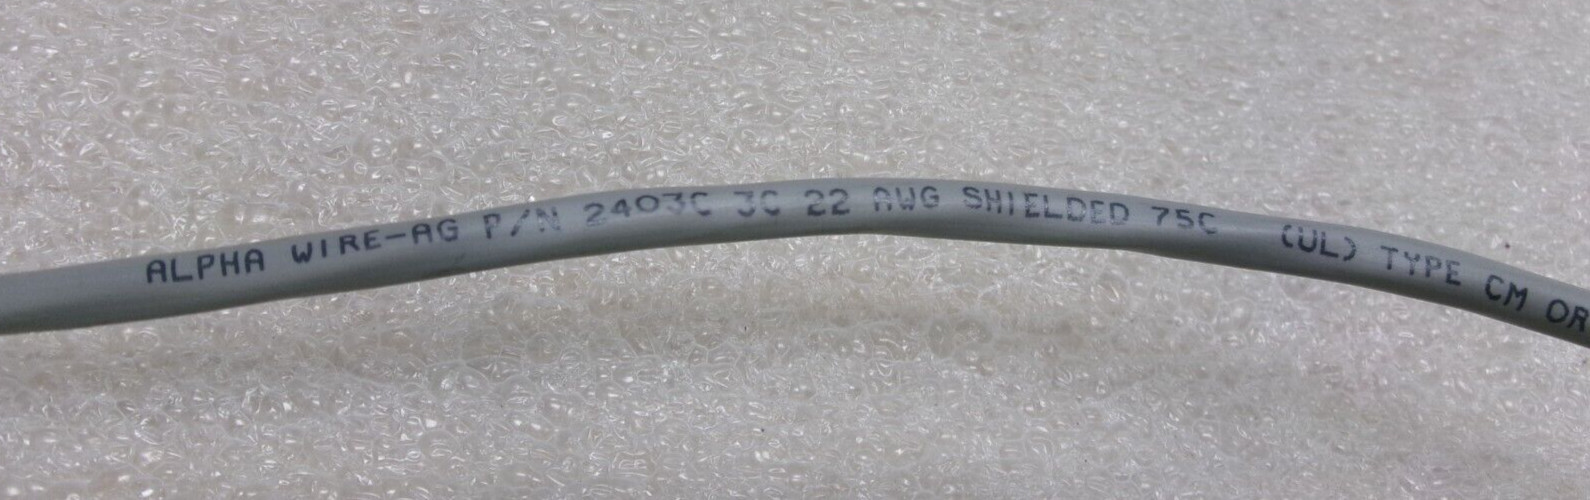 ALPHA WIRE-AG P/N 2403C 3C 22 AWG SHIELDED 75C (UL) TYPE CM OR